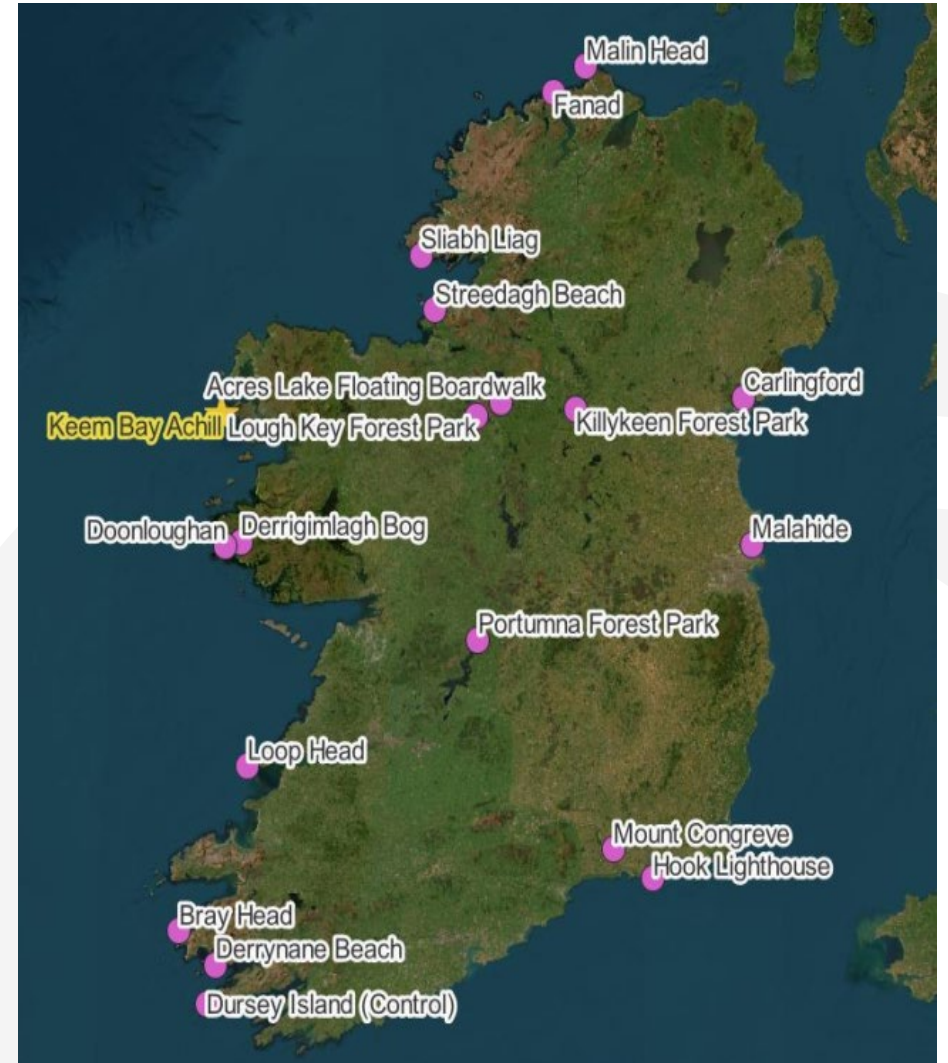 Malin Head
Fanad
Sliabh Liag
Streedagh Beach
Acres Lake Floating Boardwalk
Carlingford
Keem Bay Achill
Lough Key Forest Park
Killykeen Forest Park
Doonloughan
Derrigimlagh Bog
Malahide
Portumna Forest Park
Loop Head
Mount Congreve
Hook Lighthouse
Bray Head
Derrynane Beach
Dursey Island (Control)